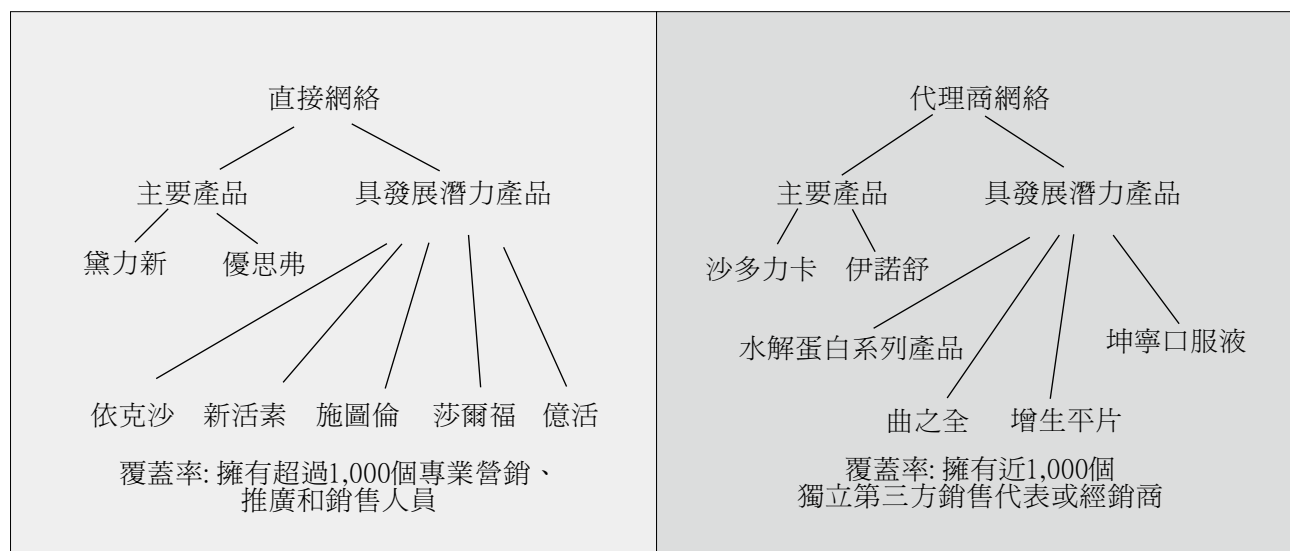 直接網絡
主要產品
具發展潛力產品
黛力新
優思弗
依克沙
新活素
施圖倫
莎爾福
億活
覆蓋率: 擁有超過1,000個專業營銷、
推廣和銷售人員
代理商網絡
主要產品
具發展潛力產品
沙多力卡
伊諾舒
水解蛋白系列產品
坤寧口服液
曲之全
增生平片
覆蓋率: 擁有近1,000個
獨立第三方銷售代表或經銷商